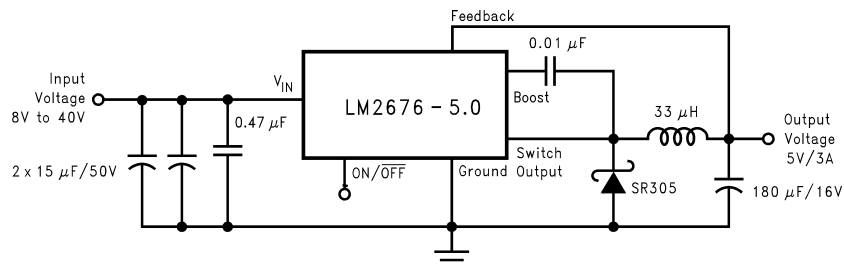 Feedback
0.01 μF
Input
Voltage
8V to 40V
VIN
LM2676 - 5.0
Boost
33 μH
Output
Voltage
5V/3A
0.47 μF
2 x 15 μF/50V
ON/OFF
Ground
Switch
Output
SR305
180 μF/16V